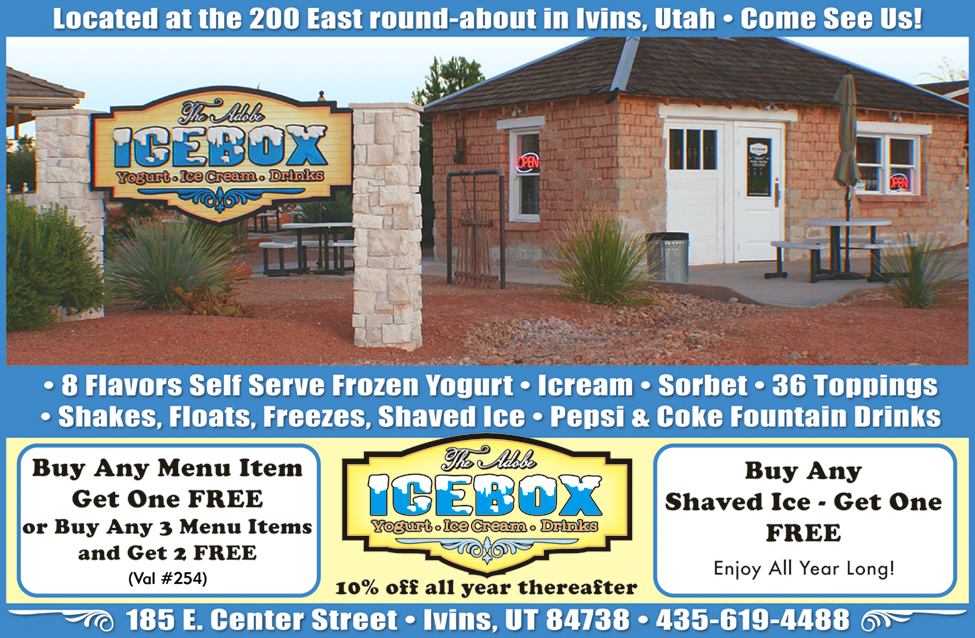 Located at the 200 East round-about in Ivins, Utah • Come See Us!
The Adobe
ICEBOX
Yogurt . Ice Cream . Drinks
OPEN
OPEN
• 8 Flavors Self Serve Frozen Yogurt • Icream • Sorbet • 36 Toppings
• Shakes, Floats, Freezes, Shaved Ice • Pepsi & Coke Fountain Drinks
Buy Any Menu Item
Get One FREE
or Buy Any 3 Menu Items
and Get 2 FREE
(Val #254)
The Adobe
ICEBOX
Yogurt . Ice Cream . Drinks
10% off all year thereafter
Buy Any
Shaved Ice - Get One
FREE
Enjoy All Year Long!
185 E. Center Street • Ivins, UT 84738 • 435-619-4488